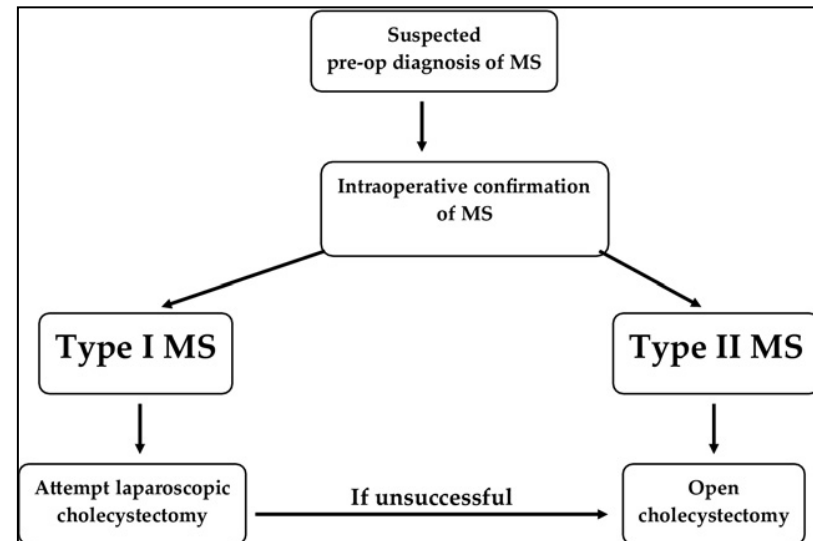 Suspected
pre-op diagnosis of MS
Intraoperative confirmation
of MS
Type I MS
Type II MS
Attempt laparoscopic
cholecystectomy
If unsuccessful
Open
cholecystectomy